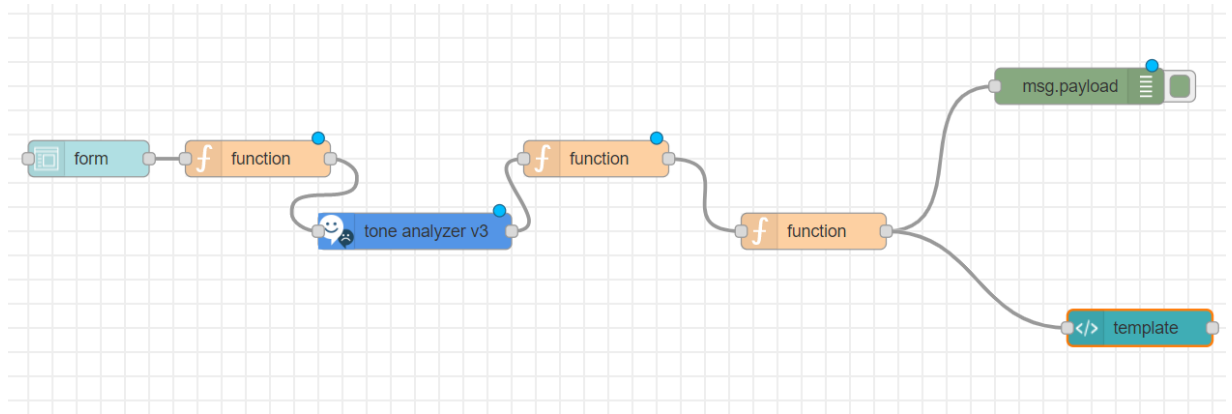 msg.payload
form
function
function
tone analyzer v3
function
template